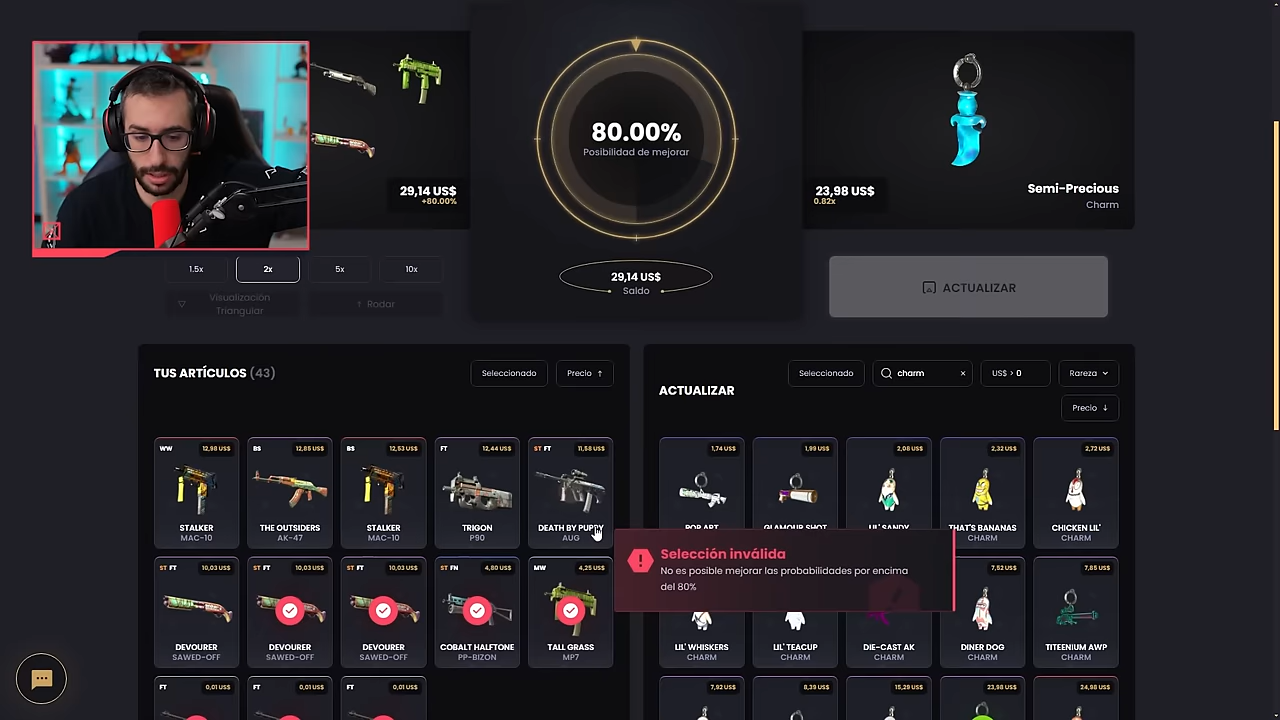 80.00%
Posibilidad de mejorar
29,14 US$
+80.00%
23,98 US$
0.82x
Semi-Precious
Charm
1.5x
2x
5x
10x
29,14 US$
Saldo
Visualización
Triangular
↑ Rodar
ACTUALIZAR
TUS ARTÍCULOS (43)
Seleccionado
Precio ↑
ACTUALIZAR
Seleccionado
charm ×
US$ > 0
Rareza
Precio ↓
WW 12,98 US$
BS 12,85 US$
BS 12,53 US$
FT 12,44 US$
ST FT 11,58 US$
1,74 US$
1,99 US$
2,08 US$
2,32 US$
2,72 US$
STALKER
MAC-10
THE OUTSIDERS
AK-47
STALKER
MAC-10
TRIGON
P90
DEATH BY PUPPY
AUG
POP ART
GLAMOUR SHOT
LIL' SANDY
THAT'S BANANAS
CHARM
CHICKEN LIL'
CHARM
Selección inválida
No es posible mejorar las probabilidades por encima
del 80%
ST FT 10,03 US$
ST FT 10,03 US$
ST FT 10,03 US$
ST FN 4,80 US$
MW 4,25 US$
7,52 US$
7,85 US$
DEVOURER
SAWED-OFF
DEVOURER
SAWED-OFF
DEVOURER
SAWED-OFF
COBALT HALFTONE
PP-BIZON
TALL GRASS
MP7
LIL' WHISKERS
CHARM
LIL' TEACUP
CHARM
DIE-CAST AK
CHARM
DINER DOG
CHARM
TITEENIUM AWP
CHARM
FT 0,01 US$
FT 0,01 US$
FT 0,01 US$
7,92 US$
8,39 US$
15,29 US$
23,98 US$
24,98 US$